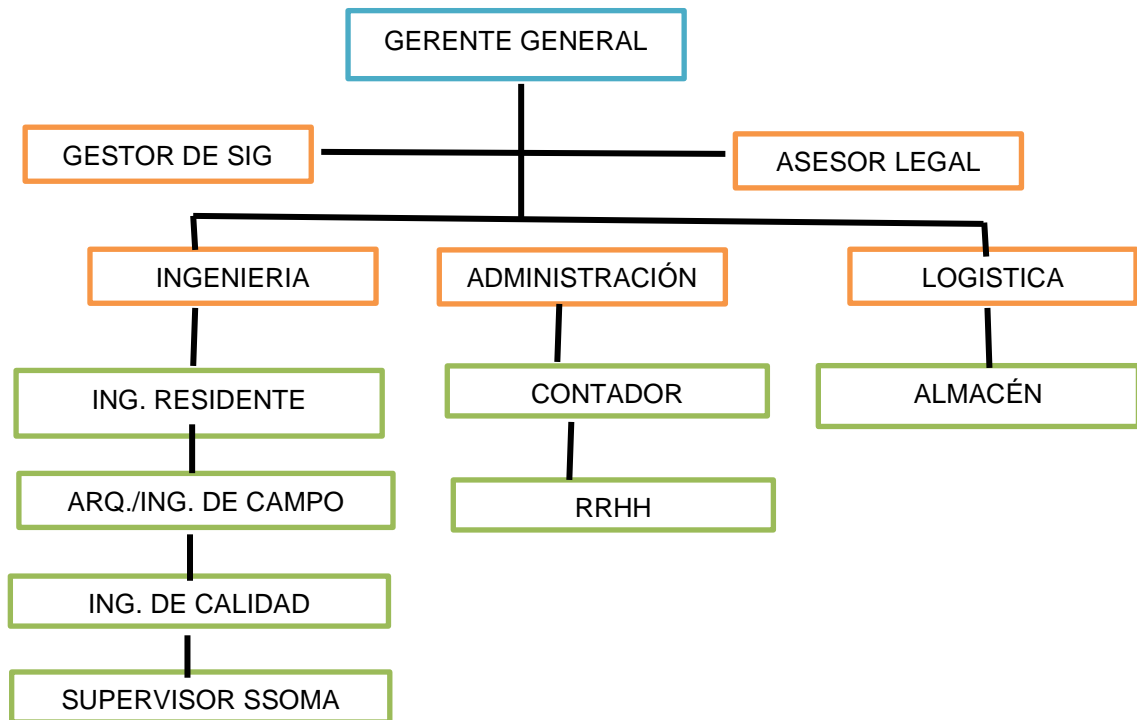 GERENTE GENERAL
GESTOR DE SIG
ASESOR LEGAL
INGENIERIA
ADMINISTRACIÓN
LOGISTICA
ING. RESIDENTE
CONTADOR
ALMACÉN
ARQ./ING. DE CAMPO
RRHH
ING. DE CALIDAD
SUPERVISOR SSOMA